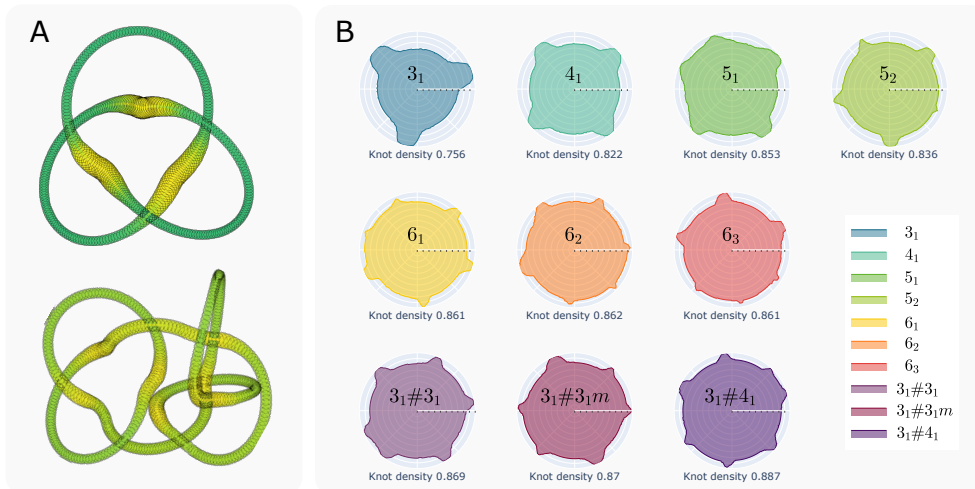 A
B
3₁
4₁
5₁
5₂
Knot density 0.756
Knot density 0.822
Knot density 0.853
Knot density 0.836
6₁
6₂
6₃
Knot density 0.861
Knot density 0.862
Knot density 0.861
3₁#3₁
3₁#3₁m
3₁#4₁
Knot density 0.869
Knot density 0.87
Knot density 0.887
3₁
4₁
5₁
5₂
6₁
6₂
6₃
3₁#3₁
3₁#3₁m
3₁#4₁